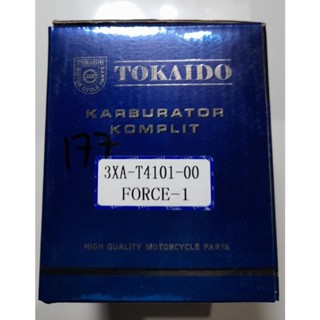 TOKAIDO
KARBURATOR
KOMPLIT
177
3XA-T4101-00
FORCE-1
HIGH QUALITY MOTORCYCLE PARTS